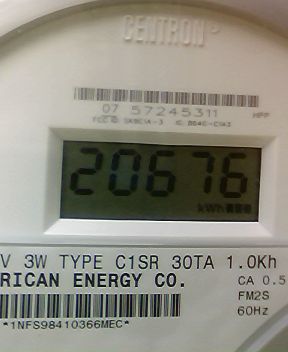 CENTRON
07 57245311
20676
kWh
V 3W TYPE C1SR 30TA 1.0Kh
RICAN ENERGY CO.
CA 0.5
FM2S
60Hz
*1NFS98410366MEC*